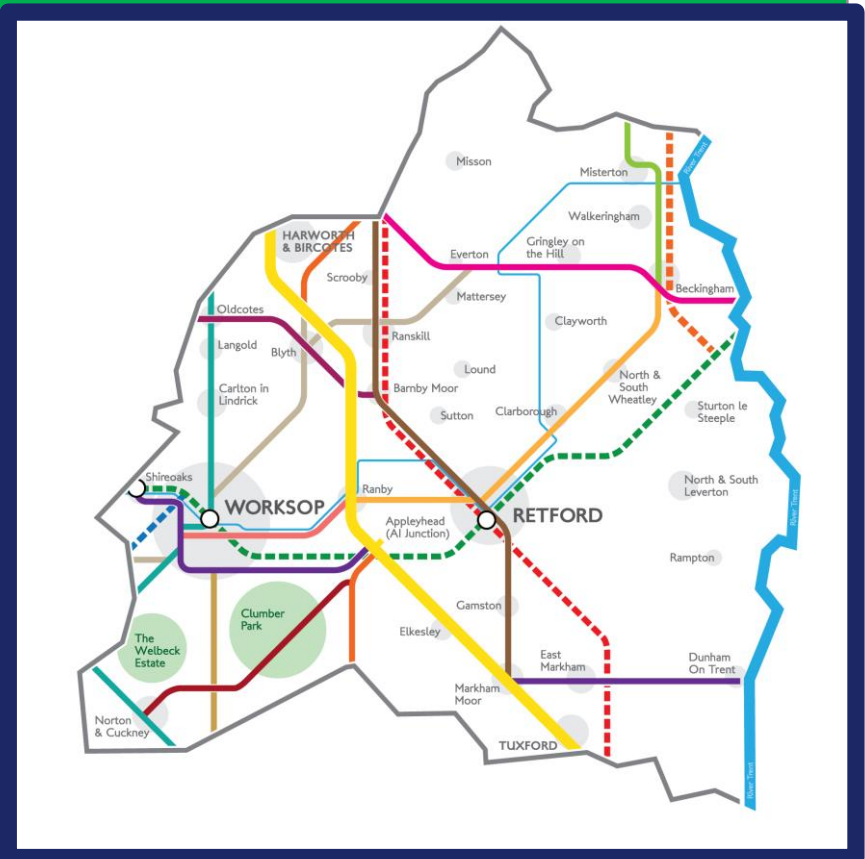 River Trent
Misson
Misterton
Walkeringham
HARWORTH
& BIRCOTES
Everton
Gringley on
the Hill
Scrooby
Beckingham
Mattersey
Oldcotes
Clayworth
Langold
Blyth
Ranskill
Lound
North &
South
Wheatley
Carlton in
Lindrick
Barnby Moor
Sutton
Clarborough
Sturton le
Steeple
Shireoaks
Ranby
North & South
Leverton
River Trent
WORKSOP
RETFORD
Appleyhead
(A1 Junction)
Rampton
Clumber
Park
Gamston
Elkesley
The
Welbeck
Estate
East
Markham
Dunham
On Trent
Markham
Moor
Norton
& Cuckney
TUXFORD
River Trent